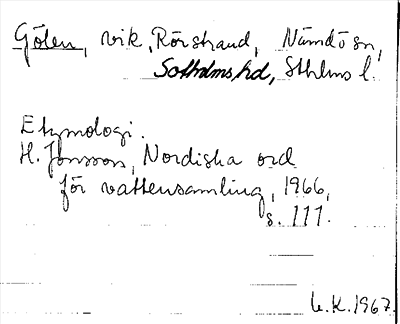 Gölen, vik, Rörstrand, Nämdö sn,
Sotholms hd, Sthlms l.
Etymologi.
H. Jonsson, Nordiska ord
för vattensamling, 1966,
s. 111.
U.K. 1967.